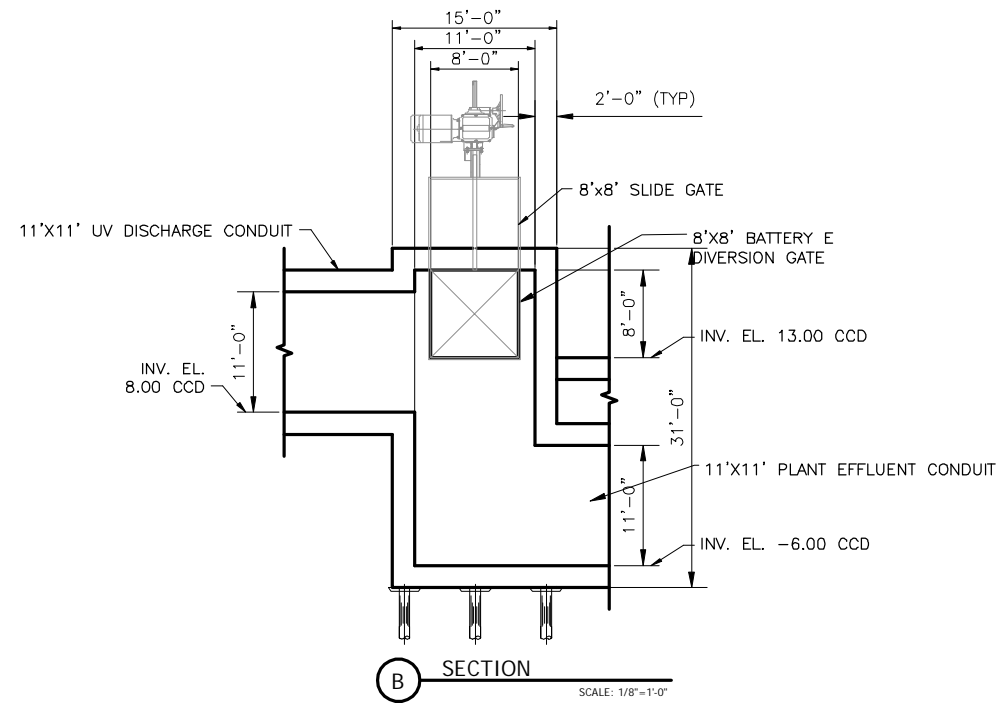 15'-0"
11'-0"
8'-0"
2'-0" (TYP)
8'x8' SLIDE GATE
11'X11' UV DISCHARGE CONDUIT
8'X8' BATTERY E
DIVERSION GATE
8'-0"
INV. EL. 13.00 CCD
11'-0"
INV. EL.
8.00 CCD
31'-0"
11'X11' PLANT EFFLUENT CONDUIT
11'-0"
INV. EL. -6.00 CCD
B
SECTION
SCALE: 1/8"=1'-0"